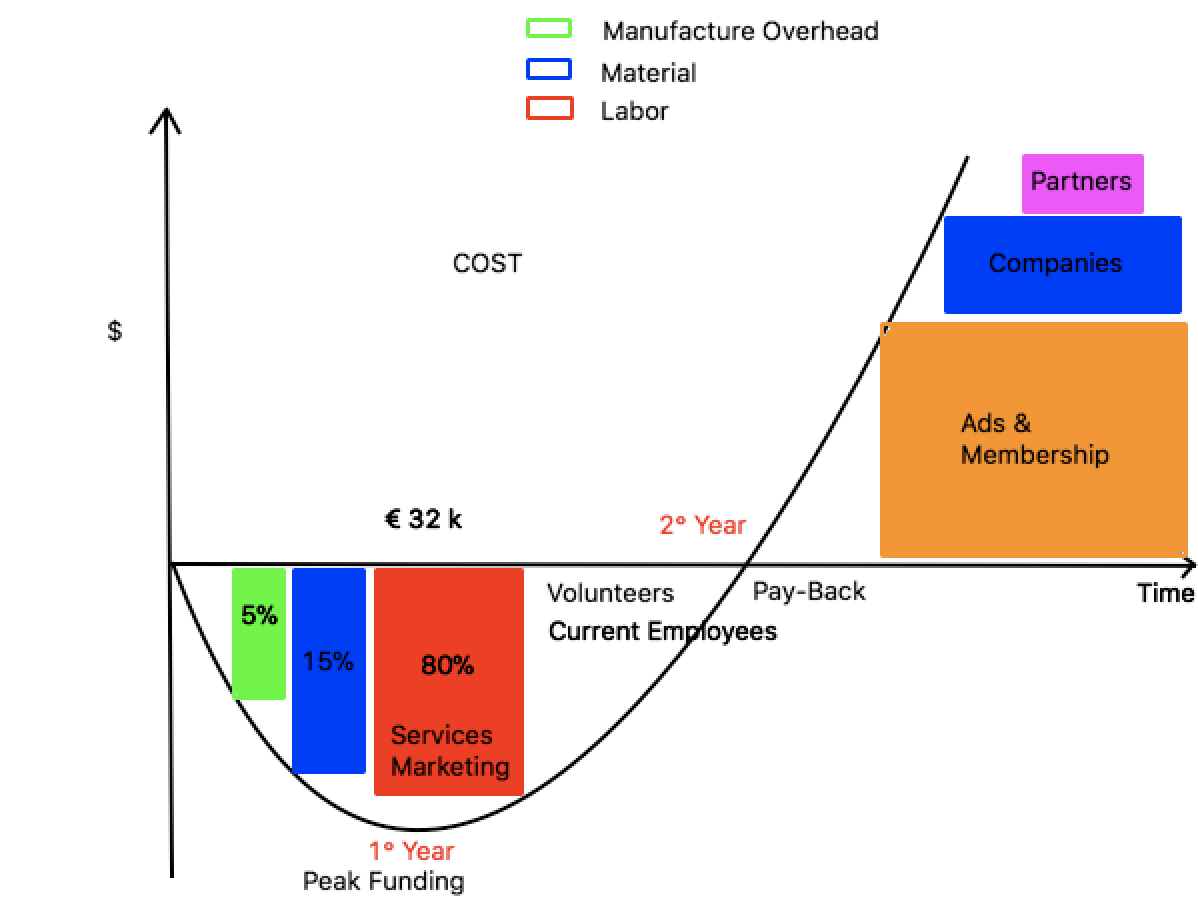 Manufacture Overhead
Material
Labor
Partners
COST
Companies
$
Ads &
Membership
€ 32 k
2° Year
Volunteers
Pay-Back
Time
Current Employees
5%
15%
80%
Services
Marketing
1° Year
Peak Funding